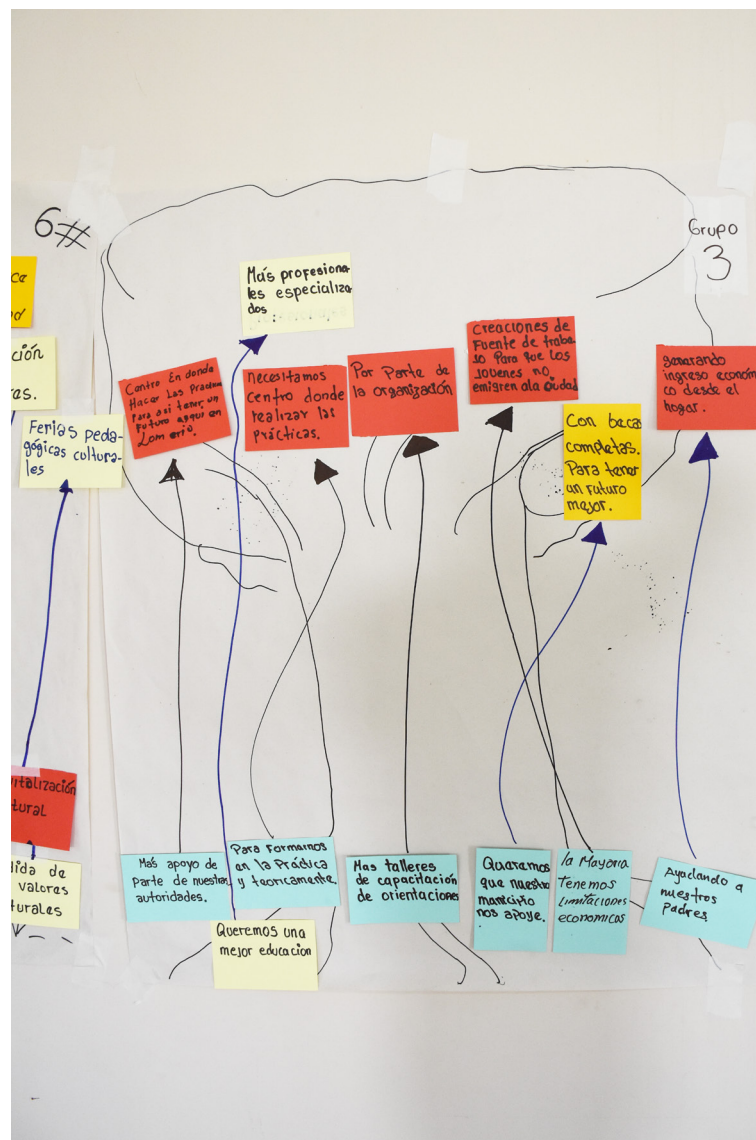 6#
Grupo
3
ción
Ferias peda-
gógicas cultura-
les
italización
tural
dida de
valores
turales
Más profesiona-
les especializa-
dos
Centro En donde
Hacer Las Practicas
Para asi tener un
Futuro aqui en
Lomerio.
necesitamos
centro donde
realizar las
prácticas.
Por Parte de
la organización
Creaciones de
Fuente de traba-
Jo Para que Los
Jovenes no
emigren ala ciudad
Con becas
completas.
Para tener
un Futuro
mejor.
generando
ingreso económi
co desde el
hogar.
Más apoyo de
Parte de nuestras
autoridades.
Para Formarnos
en la Práctica
y teoricamente.
Queremos una
mejor educación
Mas talleres
de capacitación
de orientaciones
Queremos
que nuestro
municipio
nos apoye.
la Mayoria
Tenemos
Limitaciones
economicas
Ayudando a
nuestros
Padres.